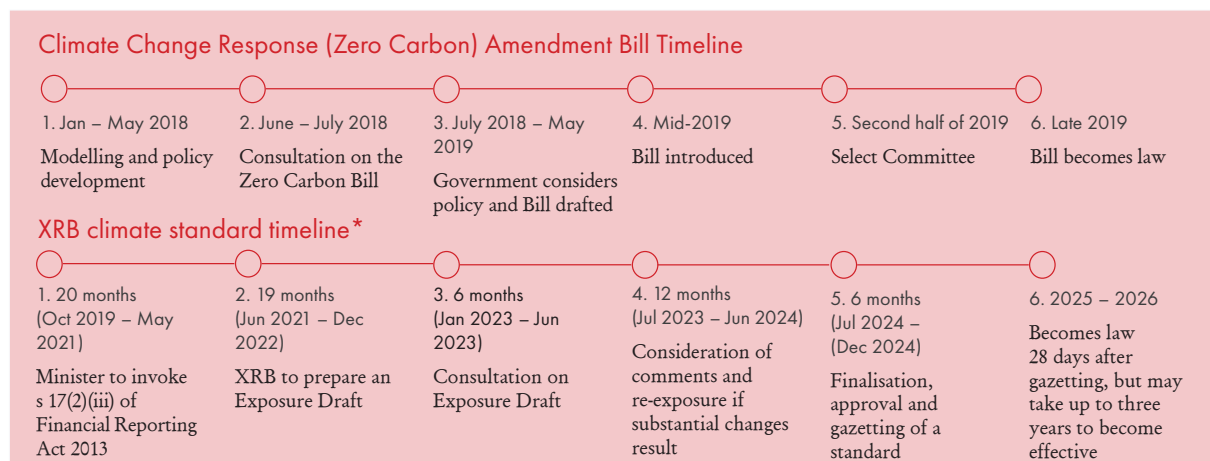 Climate Change Response (Zero Carbon) Amendment Bill Timeline
1. Jan – May 2018
Modelling and policy
development
2. June – July 2018
Consultation on the
Zero Carbon Bill
3. July 2018 – May
2019
Government considers
policy and Bill drafted
4. Mid-2019
Bill introduced
5. Second half of 2019
Select Committee
6. Late 2019
Bill becomes law
XRB climate standard timeline*
1. 20 months
(Oct 2019 – May
2021)
Minister to invoke
s 17(2)(iii) of
Financial Reporting
Act 2013
2. 19 months
(Jun 2021 – Dec
2022)
XRB to prepare an
Exposure Draft
3. 6 months
(Jan 2023 – Jun
2023)
Consultation on
Exposure Draft
4. 12 months
(Jul 2023 – Jun 2024)
Consideration of
comments and
re-exposure if
substantial changes
result
5. 6 months
(Jul 2024 –
(Dec 2024)
Finalisation,
approval and
gazetting of a
standard
6. 2025 – 2026
Becomes law
28 days after
gazetting, but may
take up to three
years to become
effective